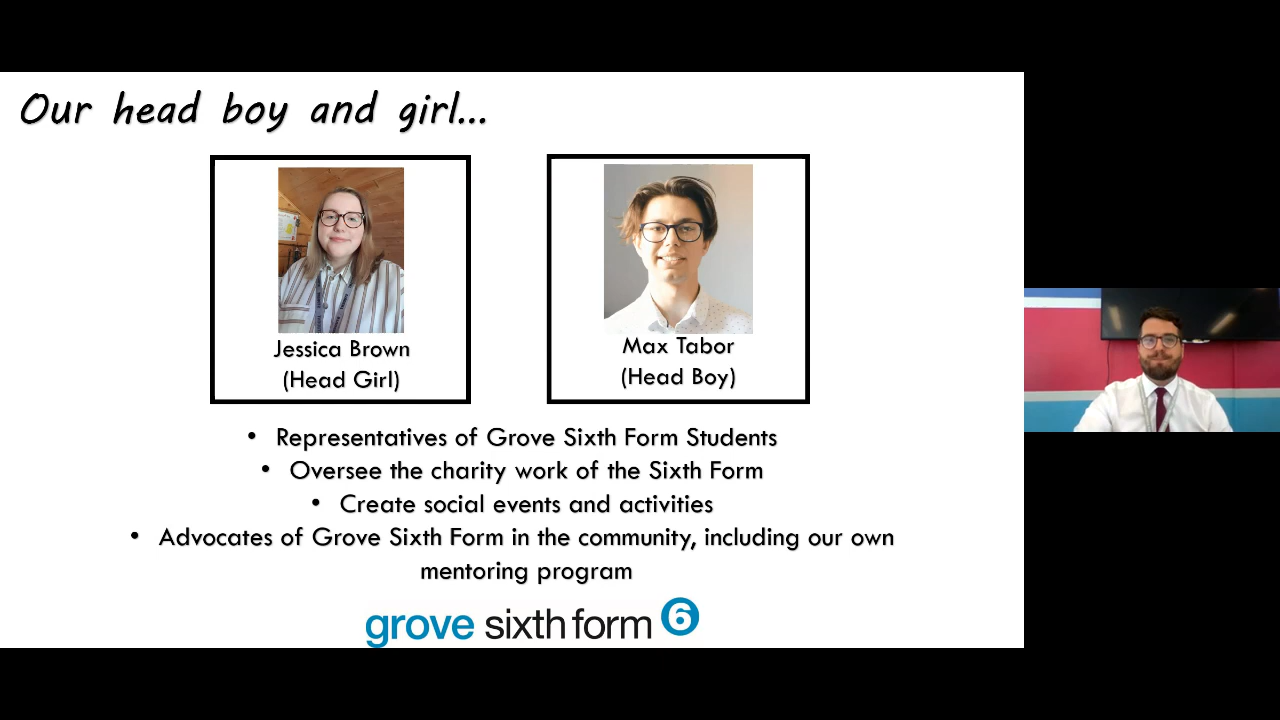 Our head boy and girl...
Jessica Brown
(Head Girl)
Max Tabor
(Head Boy)
• Representatives of Grove Sixth Form Students
• Oversee the charity work of the Sixth Form
• Create social events and activities
• Advocates of Grove Sixth Form in the community, including our own
mentoring program
grove sixth form 6